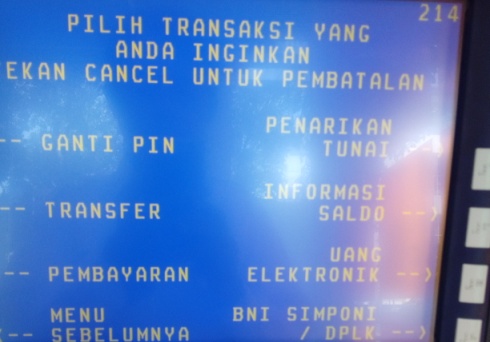 214
PILIH TRANSAKSI YANG
ANDA INGINKAN
EKAN CANCEL UNTUK PEMBATALAN
-- GANTI PIN
PENARIKAN
TUNAI
-- TRANSFER
INFORMASI
SALDO -->
-- PEMBAYARAN
UANG
ELEKTRONIK -->
MENU
-- SEBELUMNYA
BNI SIMPONI
/ DPLK -->